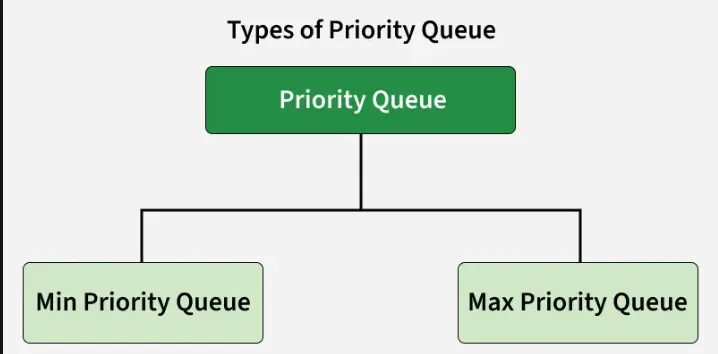 Types of Priority Queue
Priority Queue
Min Priority Queue
Max Priority Queue